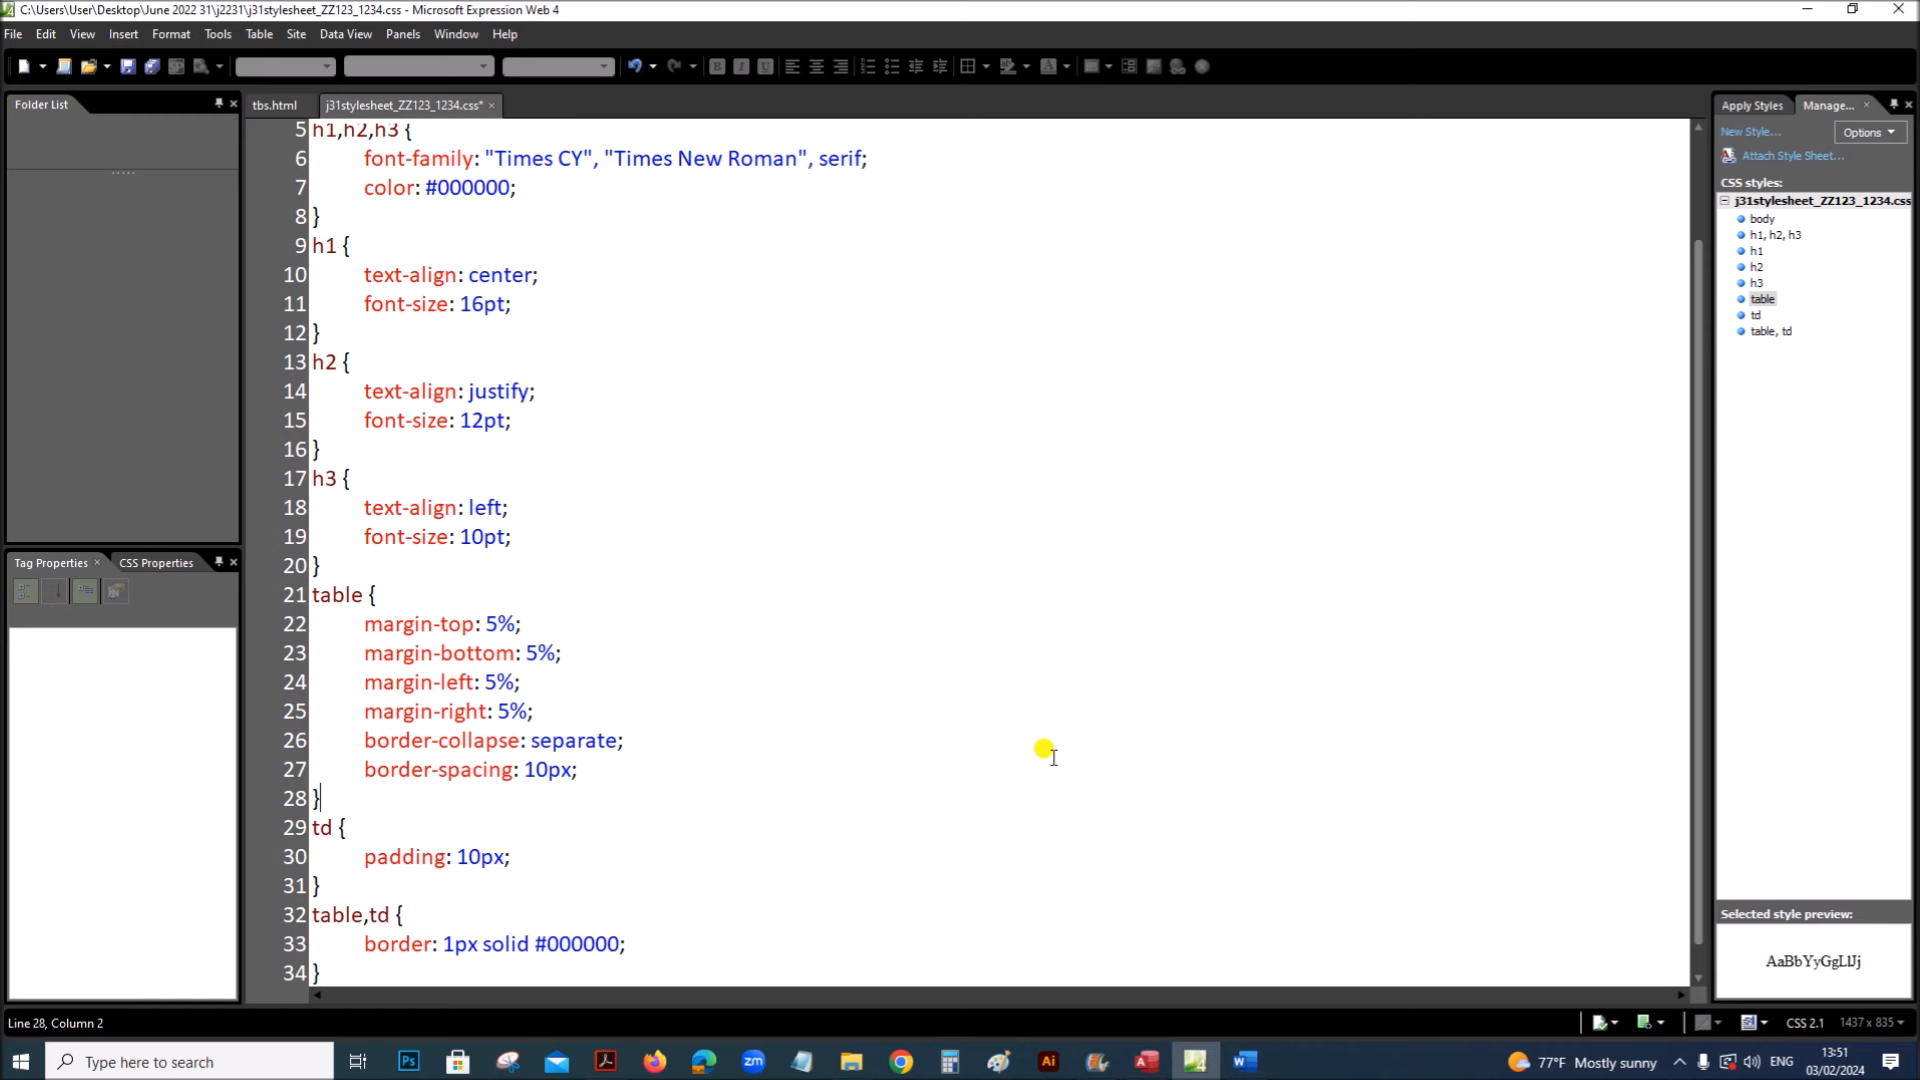 C:\Users\User\Desktop\June 2022 31\j2231\j31stylesheet_ZZ123_1234.css - Microsoft Expression Web 4
File Edit View Insert Format Tools Table Site Data View Panels Window Help
Folder List
tbs.html
j31stylesheet_ZZ123_1234.css*
5 h1,h2,h3 {
6 font-family: "Times CY", "Times New Roman", serif;
7 color: #000000;
8 }
9 h1 {
10 text-align: center;
11 font-size: 16pt;
12 }
13 h2 {
14 text-align: justify;
15 font-size: 12pt;
16 }
17 h3 {
18 text-align: left;
19 font-size: 10pt;
20 }
21 table {
22 margin-top: 5%;
23 margin-bottom: 5%;
24 margin-left: 5%;
25 margin-right: 5%;
26 border-collapse: separate;
27 border-spacing: 10px;
28 }
29 td {
30 padding: 10px;
31 }
32 table,td {
33 border: 1px solid #000000;
34 }
Tag Properties CSS Properties
Apply Styles Manage...
New Style... Options
Attach Style Sheet...
CSS styles:
j31stylesheet_ZZ123_1234.css
body
h1, h2, h3
h1
h2
h3
table
td
table, td
Selected style preview:
AaBbYyGgLlJj
Line 28, Column 2
CSS 2.1 1437 x 835
Type here to search
Ps
zm
Ai
77°F Mostly sunny
ENG
13:51
03/02/2024